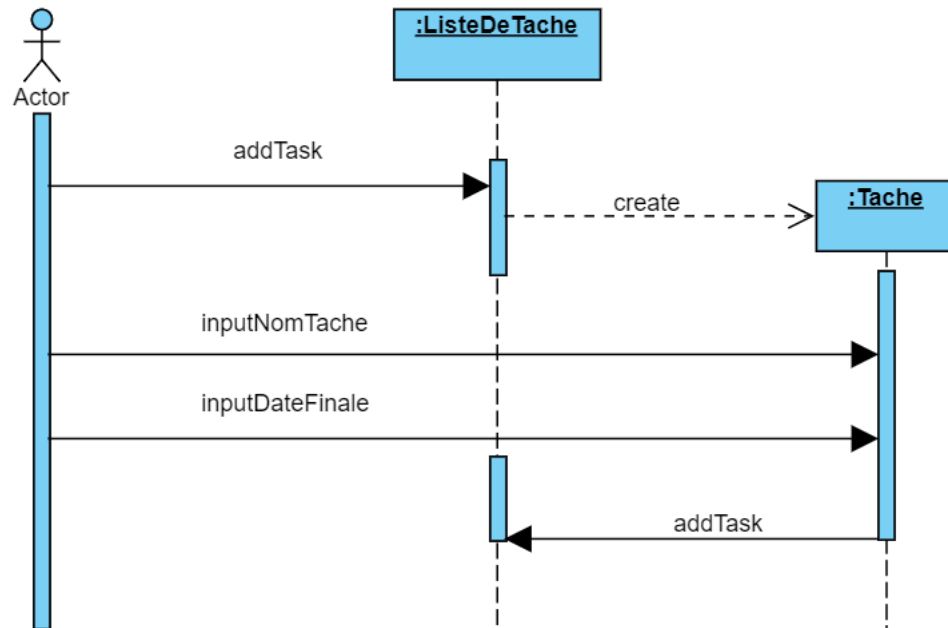 :ListeDeTache
Actor
addTask
create
:Tache
inputNomTache
inputDateFinale
addTask